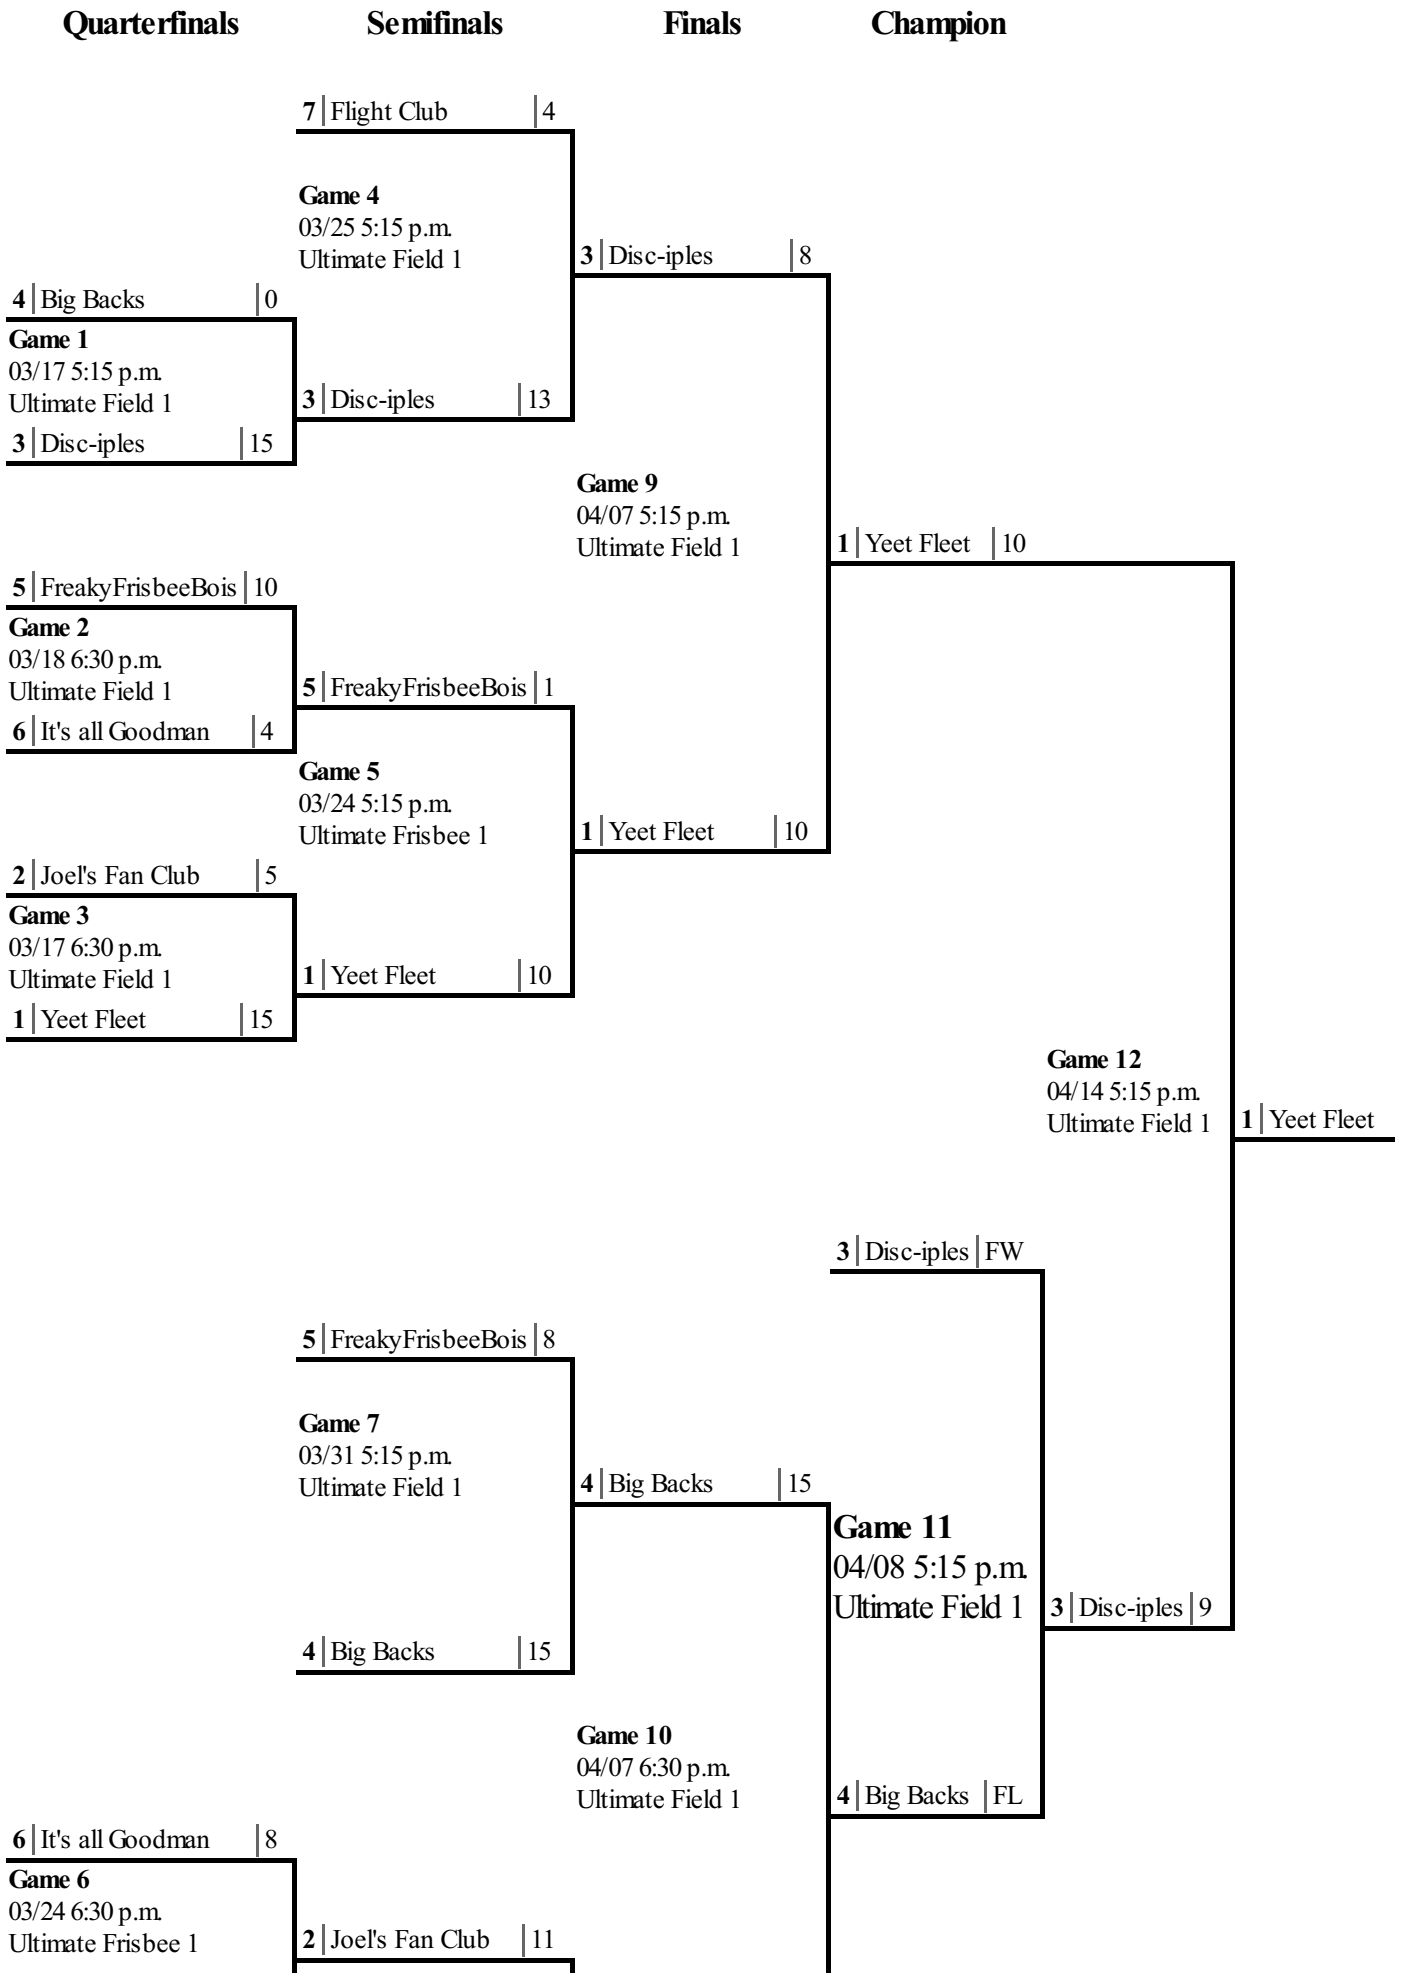 Quarterfinals Semifinals Finals Champion
7 Flight Club 4
Game 4
03/25 5:15 p.m.
Ultimate Field 1
3 Disc-iples 8
4 Big Backs 0
Game 1
03/17 5:15 p.m.
Ultimate Field 1
3 Disc-iples 13
3 Disc-iples 15
Game 9
04/07 5:15 p.m.
Ultimate Field 1
1 Yeet Fleet 10
5 FreakyFrisbeeBois 10
Game 2
03/18 6:30 p.m.
Ultimate Field 1
5 FreakyFrisbeeBois 1
6 It's all Goodman 4
Game 5
03/24 5:15 p.m.
Ultimate Frisbee 1
1 Yeet Fleet 10
2 Joel's Fan Club 5
Game 3
03/17 6:30 p.m.
Ultimate Field 1
1 Yeet Fleet 10
1 Yeet Fleet 15
Game 12
04/14 5:15 p.m.
Ultimate Field 1
1 Yeet Fleet
3 Disc-iples FW
5 FreakyFrisbeeBois 8
Game 7
03/31 5:15 p.m.
Ultimate Field 1
4 Big Backs 15
Game 11
04/08 5:15 p.m.
Ultimate Field 1
3 Disc-iples 9
4 Big Backs 15
Game 10
04/07 6:30 p.m.
Ultimate Field 1
4 Big Backs FL
6 It's all Goodman 8
Game 6
03/24 6:30 p.m.
Ultimate Frisbee 1
2 Joel's Fan Club 11